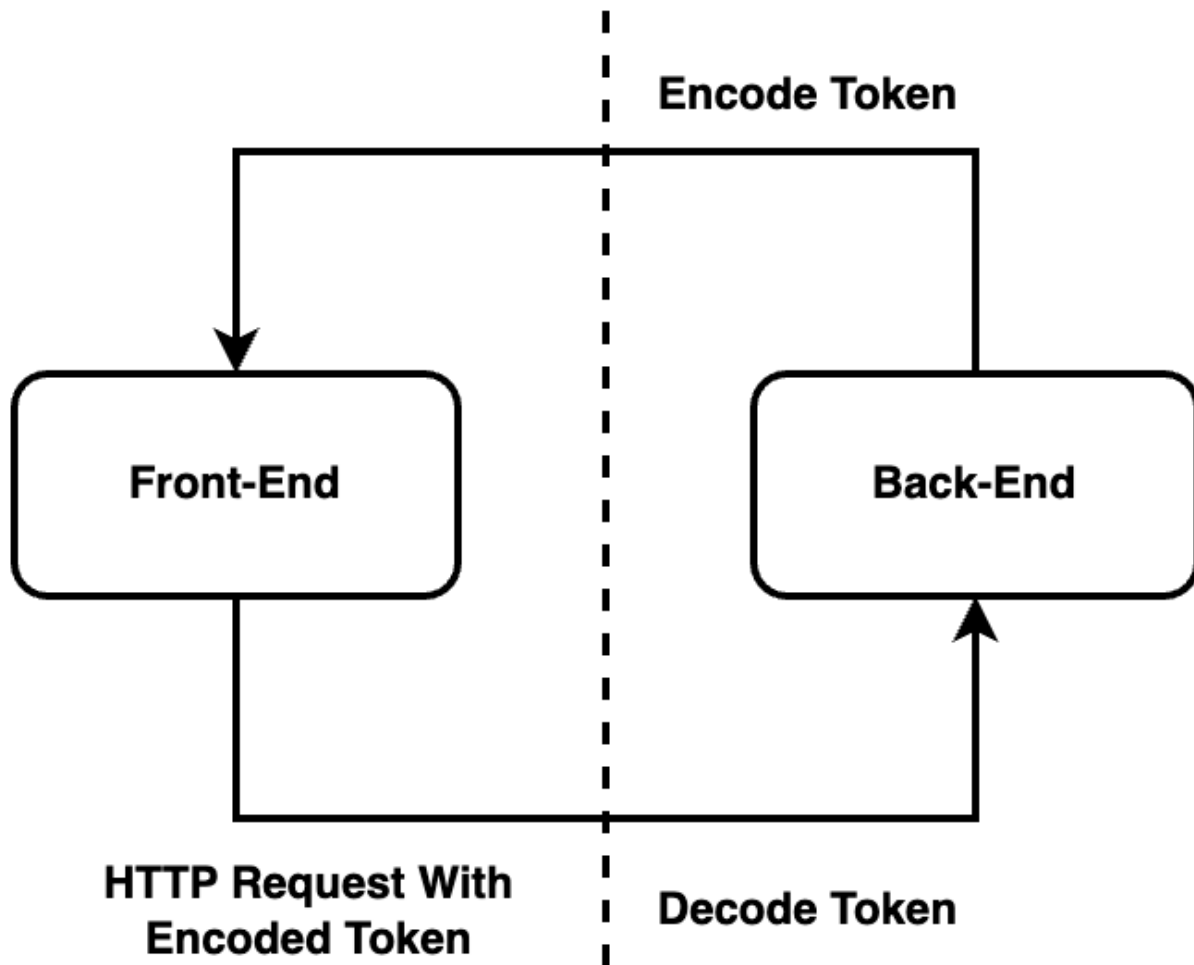 Encode Token
Front-End
Back-End
HTTP Request With
Encoded Token
Decode Token